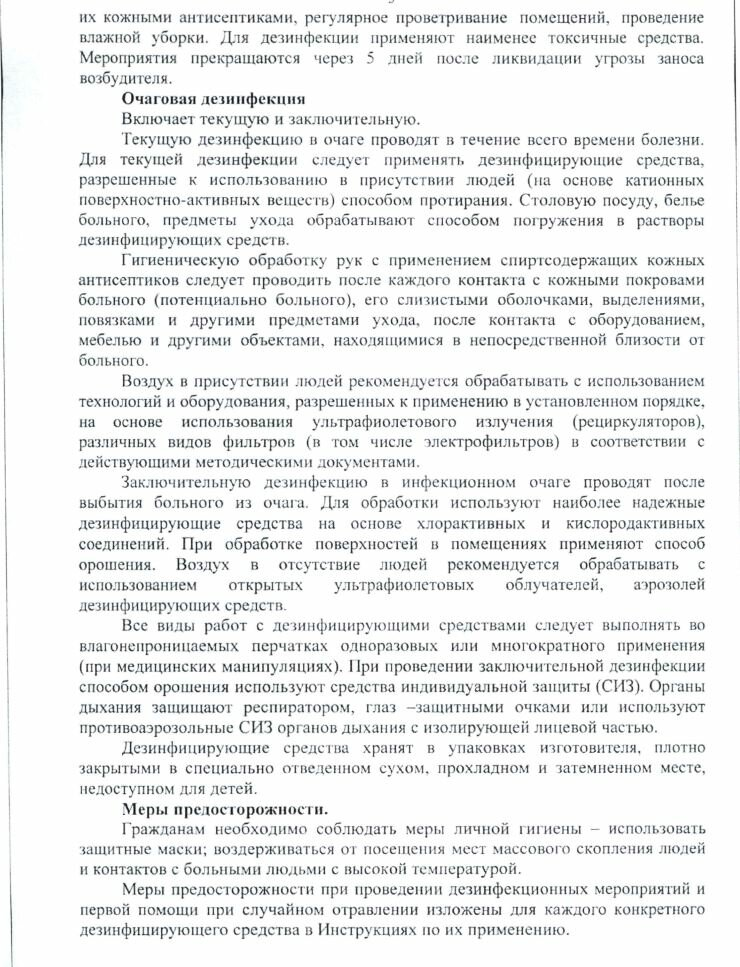 их кожными антисептиками, регулярное проветривание помещений, проведение
влажной уборки. Для дезинфекции применяют наименее токсичные средства.
Мероприятия прекращаются через 5 дней после ликвидации угрозы заноса
возбудителя.
Очаговая дезинфекция
Включает текущую и заключительную.
Текущую дезинфекцию в очаге проводят в течение всего времени болезни.
Для текущей дезинфекции следует применять дезинфицирующие средства,
разрешенные к использованию в присутствии людей (на основе катионных
поверхностно-активных веществ) способом протирания. Столовую посуду, белье
больного, предметы ухода обрабатывают способом погружения в растворы
дезинфицирующих средств.
Гигиеническую обработку рук с применением спиртсодержащих кожных
антисептиков следует проводить после каждого контакта с кожными покровами
больного (потенциально больного), его слизистыми оболочками, выделениями,
повязками и другими предметами ухода, после контакта с оборудованием,
мебелью и другими объектами, находящимися в непосредственной близости от
больного.
Воздух в присутствии людей рекомендуется обрабатывать с использованием
технологий и оборудования, разрешенных к применению в установленном порядке,
на основе использования ультрафиолетового излучения (рециркуляторов),
различных видов фильтров (в том числе электрофильтров) в соответствии с
действующими методическими документами.
Заключительную дезинфекцию в инфекционном очаге проводят после
выбытия больного из очага. Для обработки используют наиболее надежные
дезинфицирующие средства на основе хлорактивных и кислородактивных
соединений. При обработке поверхностей в помещениях применяют способ
орошения. Воздух в отсутствие людей рекомендуется обрабатывать с
использованием открытых ультрафиолетовых облучателей, аэрозолей
дезинфицирующих средств.
Все виды работ с дезинфицирующими средствами следует выполнять во
влагонепроницаемых перчатках одноразовых или многократного применения
(при медицинских манипуляциях). При проведении заключительной дезинфекции
способом орошения используют средства индивидуальной защиты (СИЗ). Органы
дыхания защищают респиратором, глаз –защитными очками или используют
противоаэрозольные СИЗ органов дыхания с изолирующей лицевой частью.
Дезинфицирующие средства хранят в упаковках изготовителя, плотно
закрытыми в специально отведенном сухом, прохладном и затемненном месте,
недоступном для детей.
Меры предосторожности.
Гражданам необходимо соблюдать меры личной гигиены – использовать
защитные маски; воздерживаться от посещения мест массового скопления людей
и контактов с больными людьми с высокой температурой.
Меры предосторожности при проведении дезинфекционных мероприятий и
первой помощи при случайном отравлении изложены для каждого конкретного
дезинфицирующего средства в Инструкциях по их применению.